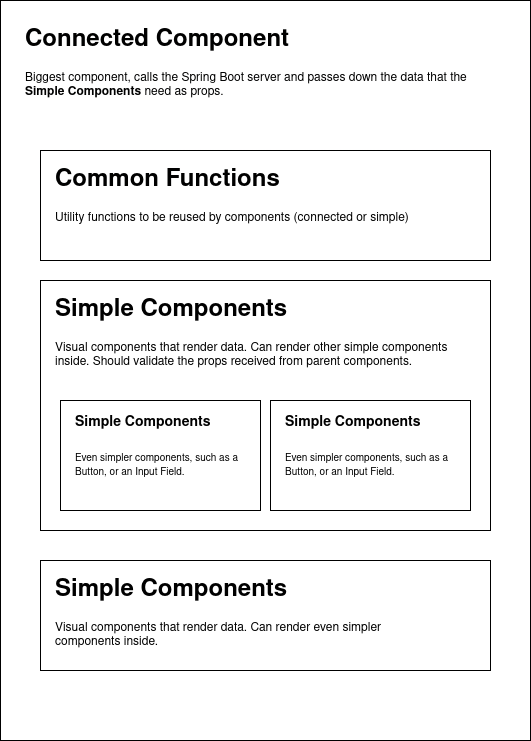 Connected Component
Biggest component, calls the Spring Boot server and passes down the data that the
Simple Components need as props.
Common Functions
Utility functions to be reused by components (connected or simple)
Simple Components
Visual components that render data. Can render other simple components
inside. Should validate the props received from parent components.
Simple Components
Even simpler components, such as a
Button, or an Input Field.
Simple Components
Even simpler components, such as a
Button, or an Input Field.
Simple Components
Visual components that render data. Can render even simpler
components inside.